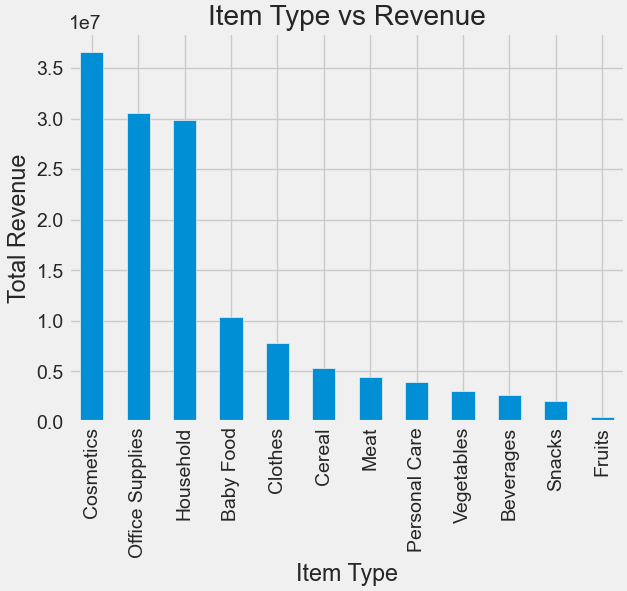 Item Type vs Revenue
1e7
3.5
3.0
2.5
2.0
1.5
1.0
0.5
0.0
Total Revenue
Cosmetics
Office Supplies
Household
Baby Food
Clothes
Cereal
Meat
Personal Care
Vegetables
Beverages
Snacks
Fruits
Item Type